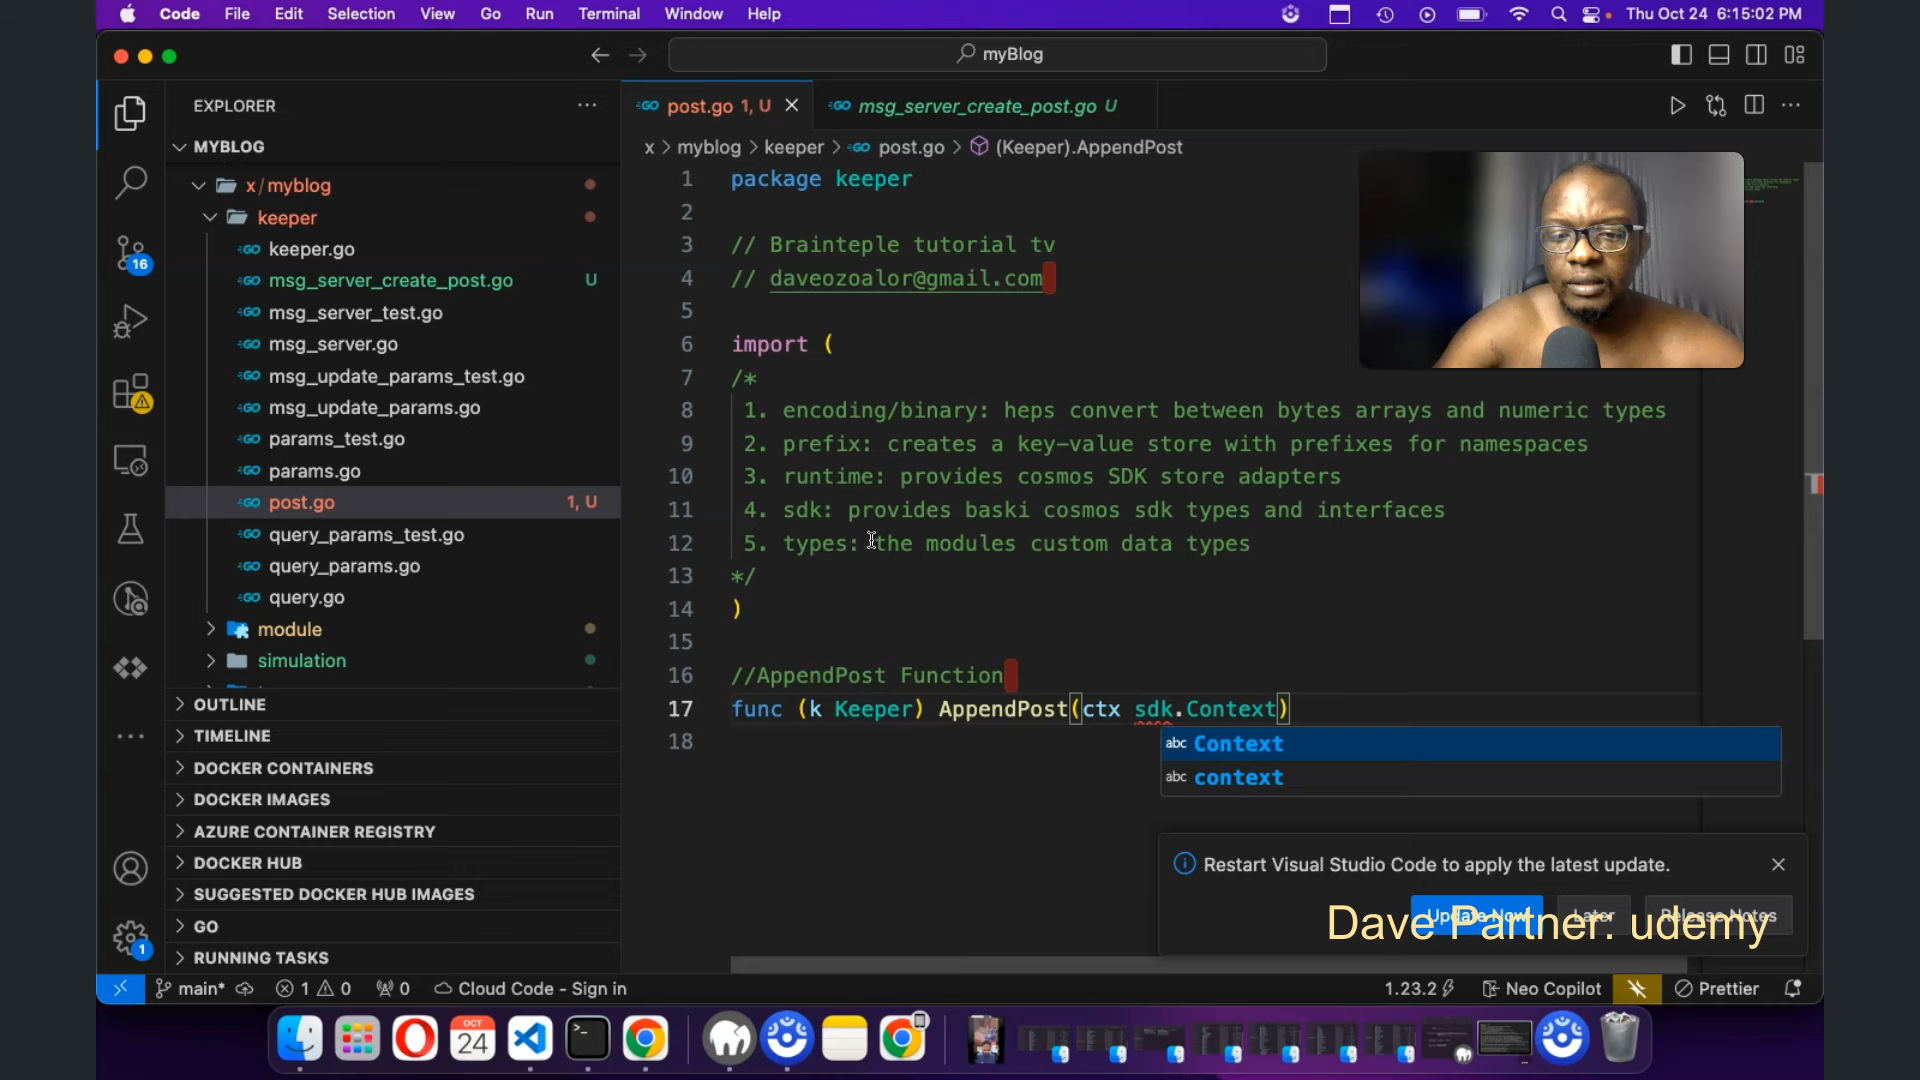 Code File Edit Selection View Go Run Terminal Window Help Thu Oct 24 6:15:02 PM
myBlog
EXPLORER
MYBLOG
x / myblog
keeper
keeper.go
msg_server_create_post.go U
msg_server_test.go
msg_server.go
msg_update_params_test.go
msg_update_params.go
params_test.go
params.go
post.go 1, U
query_params_test.go
query_params.go
query.go
module
simulation
OUTLINE
TIMELINE
DOCKER CONTAINERS
DOCKER IMAGES
AZURE CONTAINER REGISTRY
DOCKER HUB
SUGGESTED DOCKER HUB IMAGES
GO
RUNNING TASKS
16
1
post.go 1, U msg_server_create_post.go U
x > myblog > keeper > post.go > (Keeper).AppendPost
1 package keeper
2
3 // Brainteple tutorial tv
4 // daveozoalor@gmail.com
5
6 import (
7 /*
8 1. encoding/binary: heps convert between bytes arrays and numeric types
9 2. prefix: creates a key-value store with prefixes for namespaces
10 3. runtime: provides cosmos SDK store adapters
11 4. sdk: provides baski cosmos sdk types and interfaces
12 5. types: the modules custom data types
13 */
14 )
15
16 //AppendPost Function
17 func (k Keeper) AppendPost(ctx sdk.Context)
18
abc Context
abc context
Restart Visual Studio Code to apply the latest update.
Update Now Later Release Notes
Dave Partner: udemy
main* 1 0 0 Cloud Code - Sign in 1.23.2 Neo Copilot Prettier
OCT
24